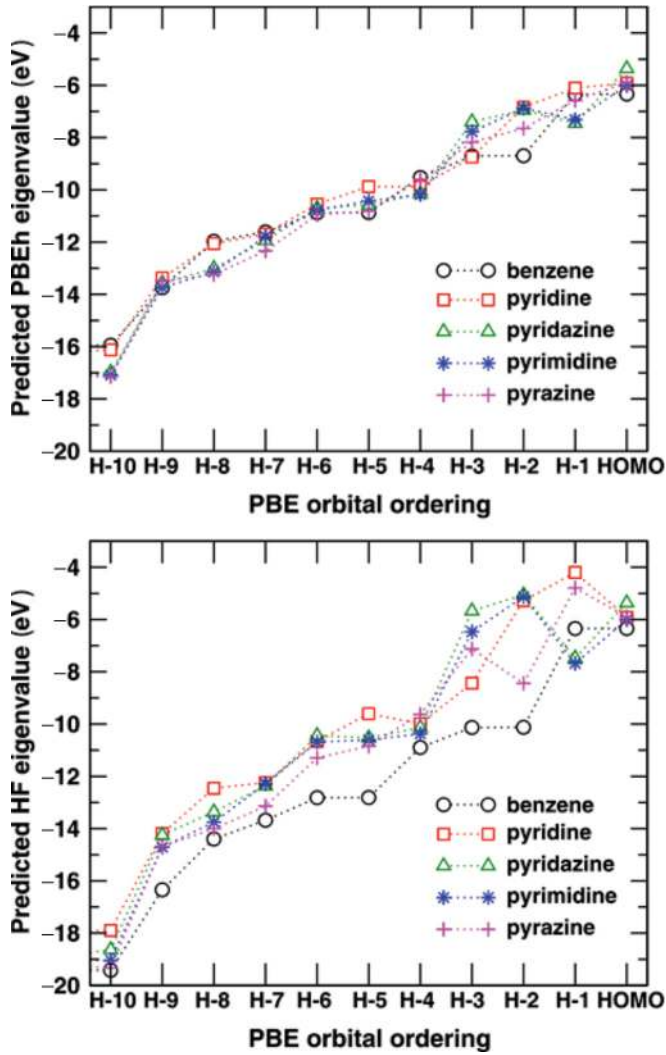 Predicted PBEh eigenvalue (eV)
−4
−6
−8
−10
−12
−14
−16
−18
−20
benzene
pyridine
pyridazine
pyrimidine
pyrazine
H-10 H-9 H-8 H-7 H-6 H-5 H-4 H-3 H-2 H-1 HOMO
PBE orbital ordering
Predicted HF eigenvalue (eV)
−4
−6
−8
−10
−12
−14
−16
−18
−20
benzene
pyridine
pyridazine
pyrimidine
pyrazine
H-10 H-9 H-8 H-7 H-6 H-5 H-4 H-3 H-2 H-1 HOMO
PBE orbital ordering